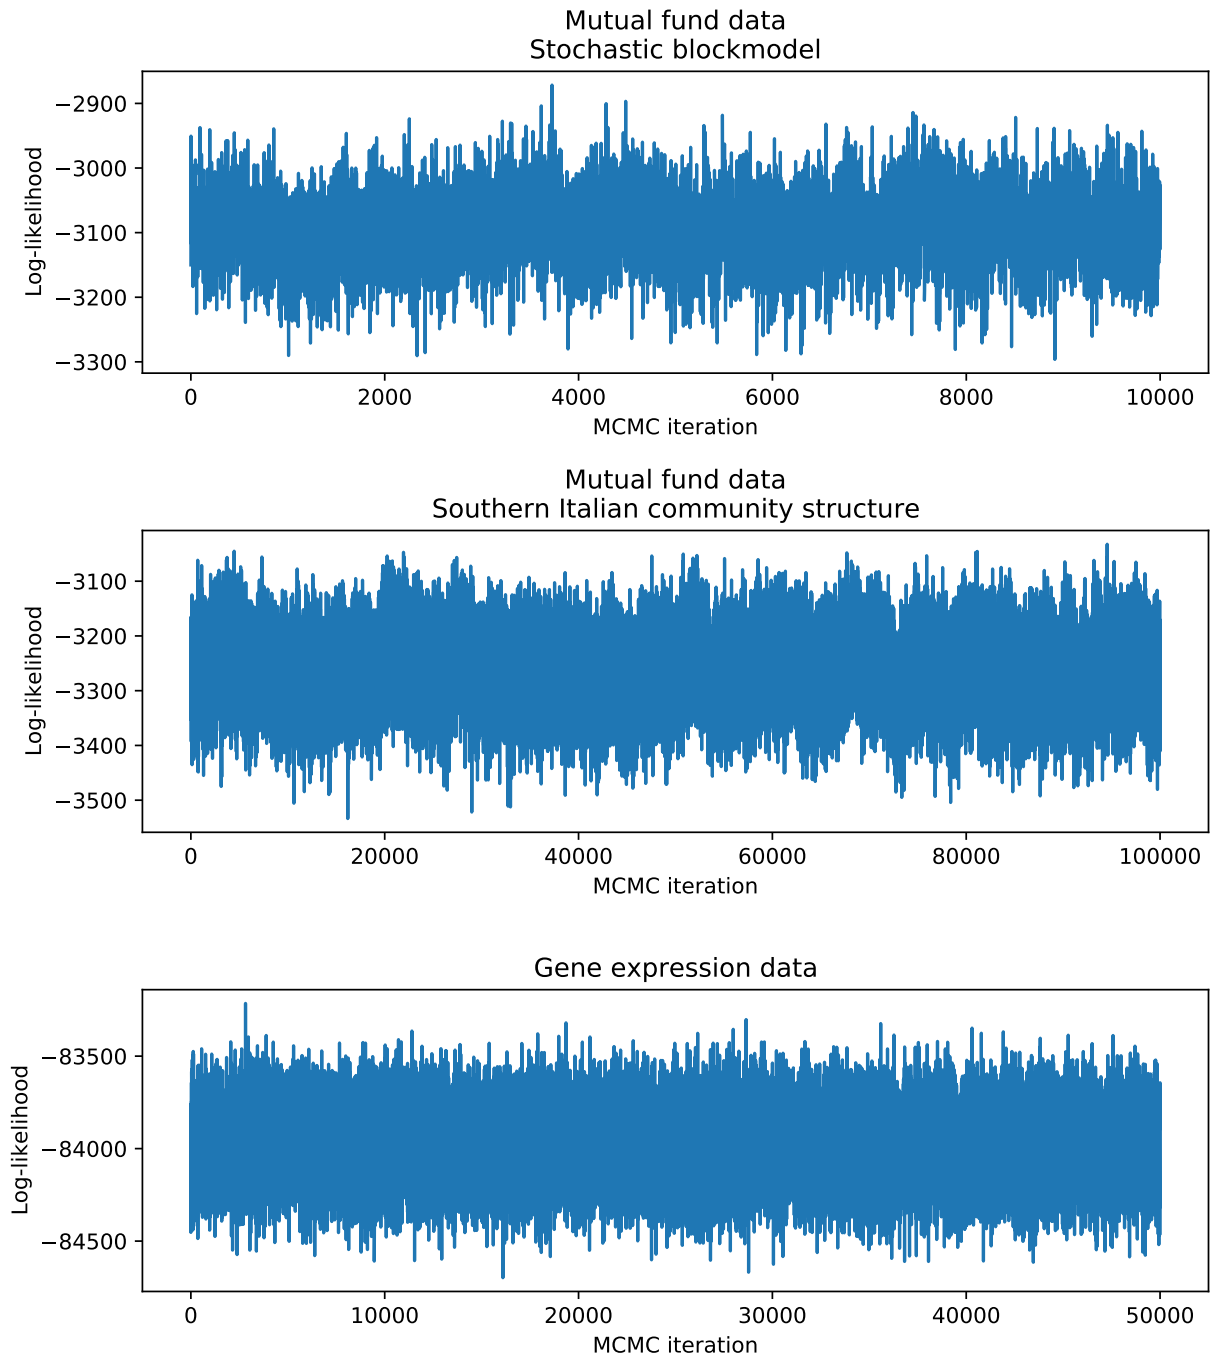 Mutual fund data
Stochastic blockmodel
Log-likelihood
−2900
−3000
−3100
−3200
−3300
0 2000 4000 6000 8000 10000
MCMC iteration
Mutual fund data
Southern Italian community structure
Log-likelihood
−3100
−3200
−3300
−3400
−3500
0 20000 40000 60000 80000 100000
MCMC iteration
Gene expression data
Log-likelihood
−83500
−84000
−84500
0 10000 20000 30000 40000 50000
MCMC iteration